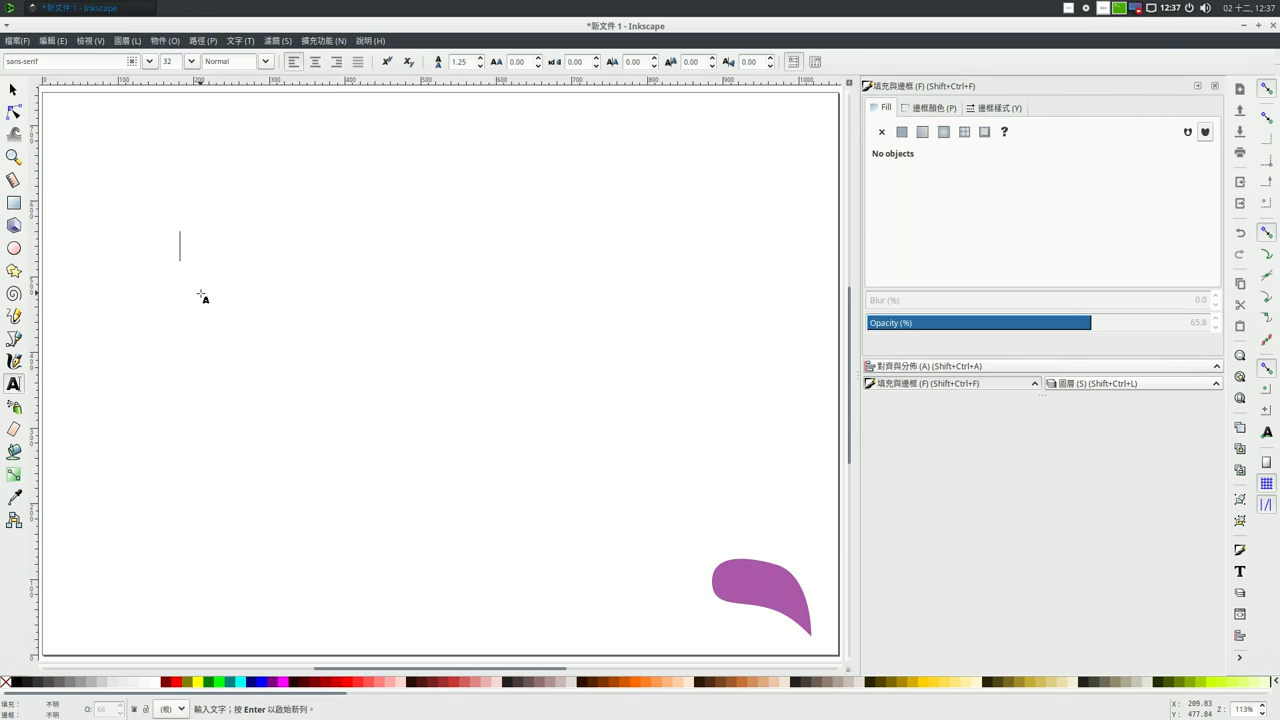 *新文件 1 - Inkscape
12:37
02 十二, 12:37
*新文件 1 - Inkscape
檔案(F) 編輯(E) 檢視(V) 圖層(L) 物件(O) 路徑(P) 文字(T) 濾鏡(S) 擴充功能(N) 說明(H)
sans-serif 32 Normal 1.25 0.00 0.00 0.00 0.00 0.00
填充與邊框 (F) (Shift+Ctrl+F)
Fill 邊框顏色 (P) 邊框樣式 (Y)
No objects
Blur (%) 0.0
Opacity (%) 65.8
對齊與分佈 (A) (Shift+Ctrl+A)
填充與邊框 (F) (Shift+Ctrl+F) 圖層 (S) (Shift+Ctrl+L)
填充： 不明 O: 66 (根) 輸入文字；按 Enter 以啟始新列。 X: 209.83 Z: 113%
邊框： 不明 Y: 477.84